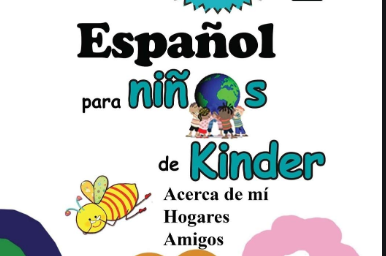 Español
para niños
de Kinder
Acerca de mí
Hogares
Amigos